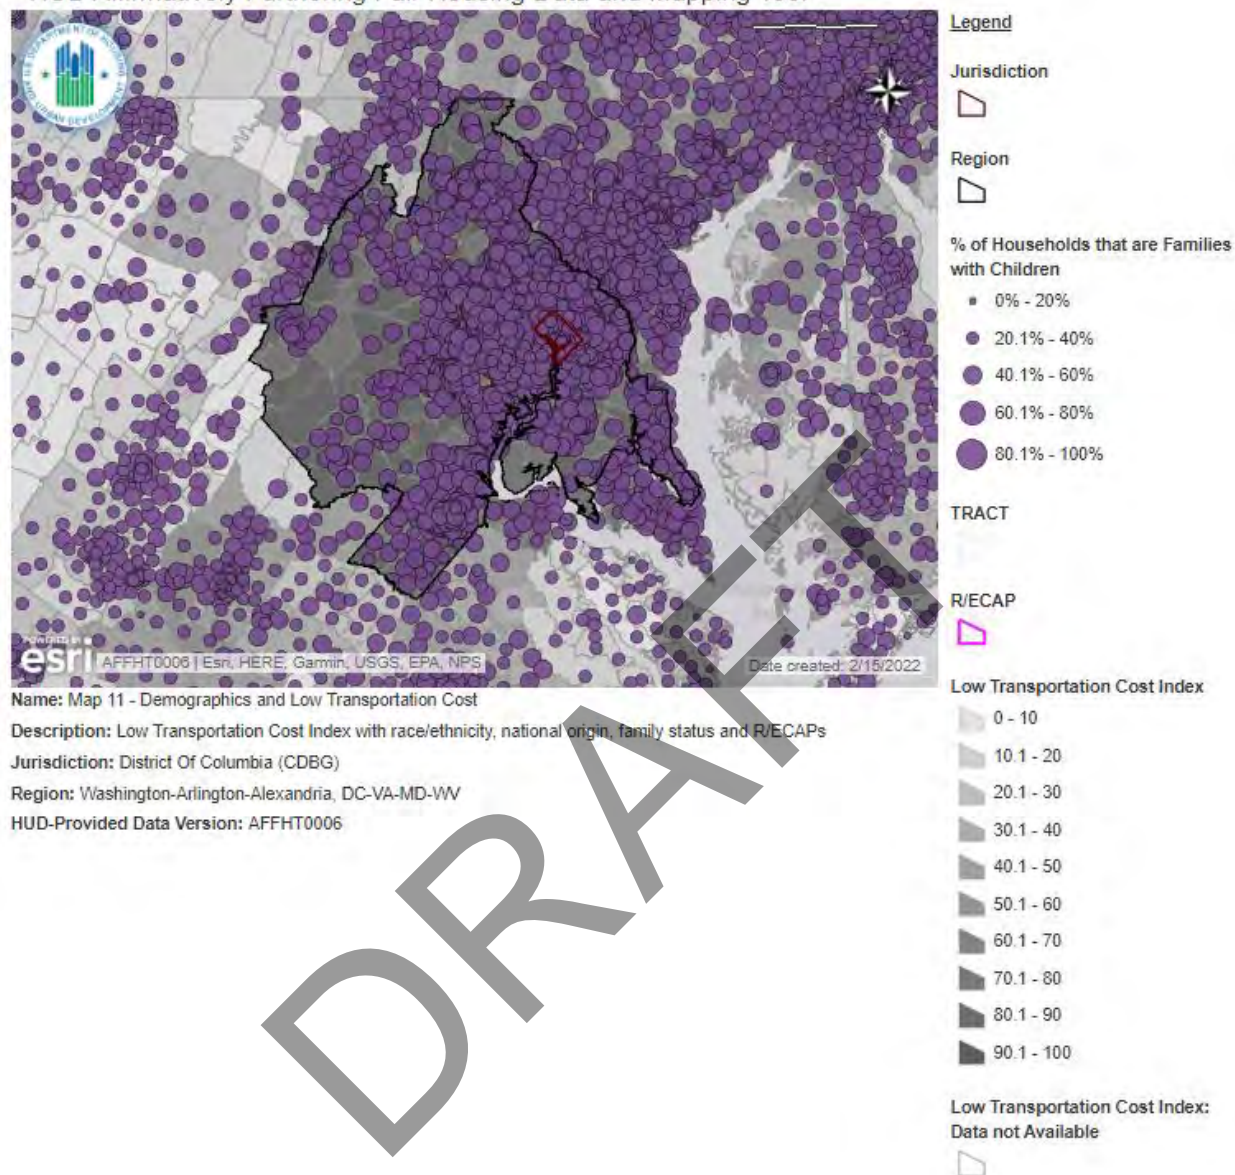 Legend
Jurisdiction
Region
% of Households that are Families
with Children
0% - 20%
20.1% - 40%
40.1% - 60%
60.1% - 80%
80.1% - 100%
TRACT
R/ECAP
Low Transportation Cost Index
0 - 10
10.1 - 20
20.1 - 30
30.1 - 40
40.1 - 50
50.1 - 60
60.1 - 70
70.1 - 80
80.1 - 90
90.1 - 100
Low Transportation Cost Index:
Data not Available
POWERED BY
esri
AFFHT0006 | Esri, HERE, Garmin, USGS, EPA, NPS
Date created: 2/15/2022
Name: Map 11 - Demographics and Low Transportation Cost
Description: Low Transportation Cost Index with race/ethnicity, national origin, family status and R/ECAPs
Jurisdiction: District Of Columbia (CDBG)
Region: Washington-Arlington-Alexandria, DC-VA-MD-WV
HUD-Provided Data Version: AFFHT0006
DRAFT